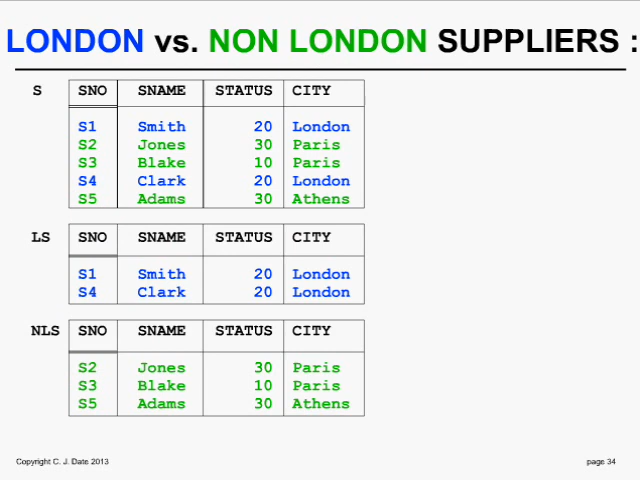 LONDON vs. NON LONDON SUPPLIERS :
S SNO SNAME STATUS CITY
S1 Smith 20 London
S2 Jones 30 Paris
S3 Blake 10 Paris
S4 Clark 20 London
S5 Adams 30 Athens
LS SNO SNAME STATUS CITY
S1 Smith 20 London
S4 Clark 20 London
NLS SNO SNAME STATUS CITY
S2 Jones 30 Paris
S3 Blake 10 Paris
S5 Adams 30 Athens
Copyright C. J. Date 2013 page 34